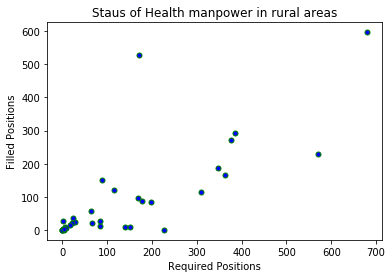 Staus of Health manpower in rural areas
600
500
400
300
200
100
0
Filled Positions
0 100 200 300 400 500 600 700
Required Positions